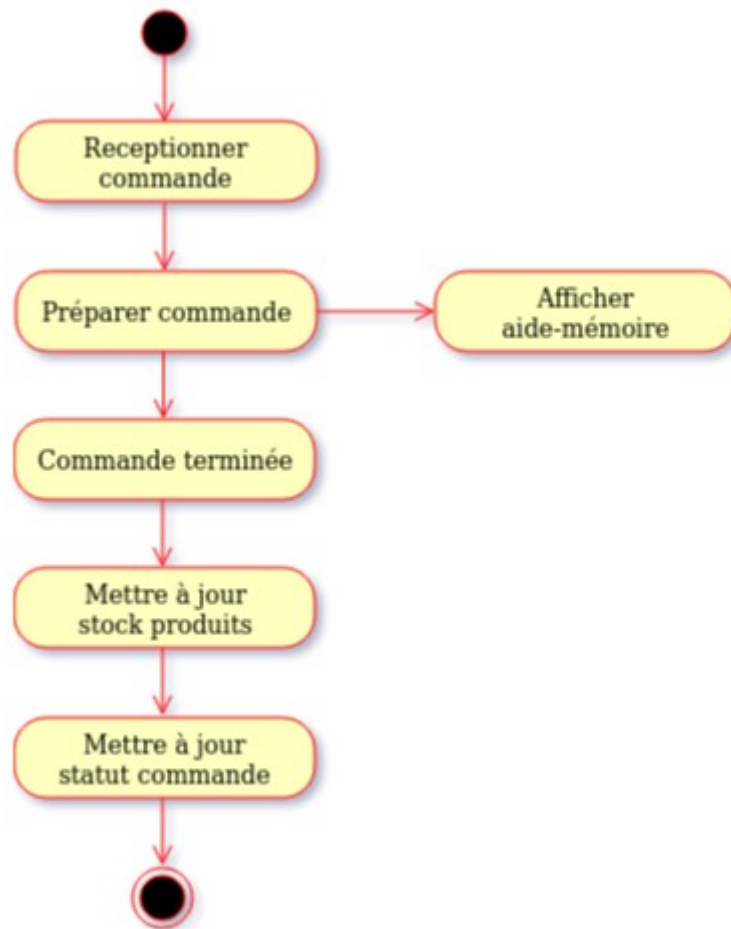 Receptionner
commande
Préparer commande
Afficher
aide-mémoire
Commande terminée
Mettre à jour
stock produits
Mettre à jour
statut commande